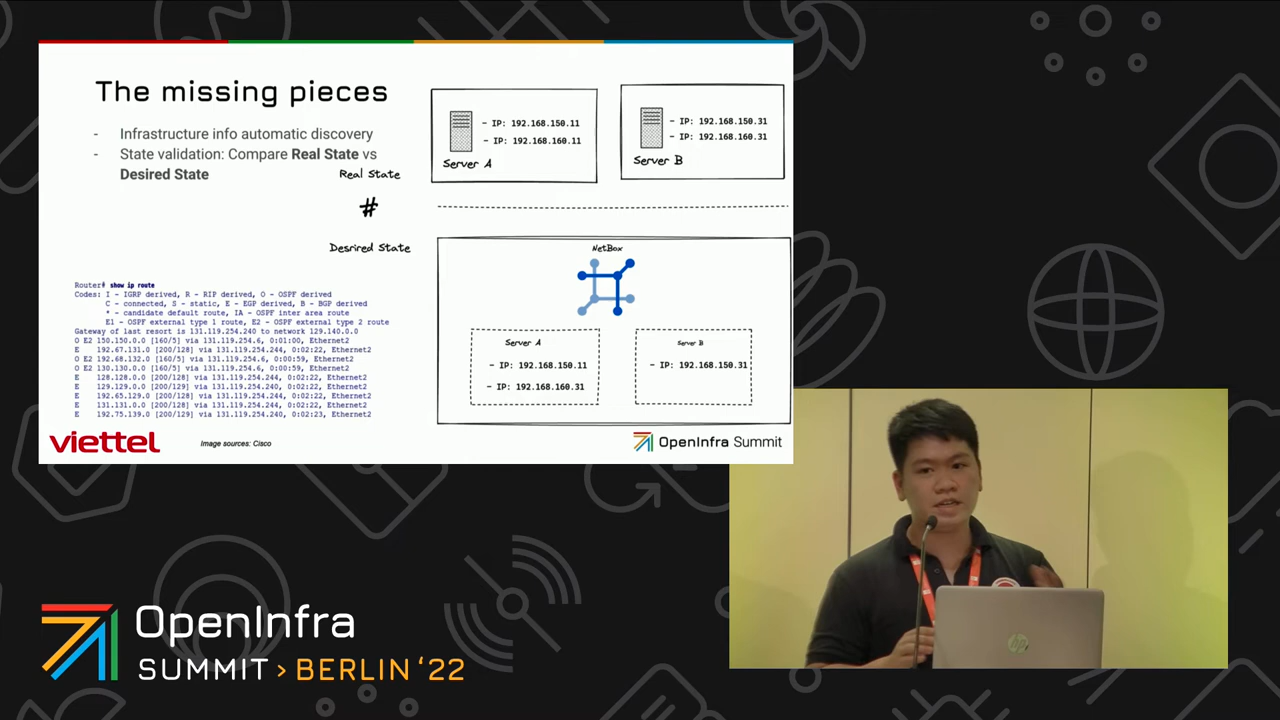 The missing pieces
- Infrastructure info automatic discovery
- State validation: Compare Real State vs
Desired State
Real State
#
Desrired State
- IP: 192.168.150.11
- IP: 192.168.160.11
Server A
- IP: 192.168.150.31
- IP: 192.168.160.31
Server B
NetBox
Server A
- IP: 192.168.150.11
- IP: 192.168.160.31
Server B
- IP: 192.168.150.31
Router# show ip route
Codes: I - IGRP derived, R - RIP derived, O - OSPF derived
C - connected, S - static, E - EGP derived, B - BGP derived
* - candidate default route, IA - OSPF inter area route
E1 - OSPF external type 1 route, E2 - OSPF external type 2 route
Gateway of last resort is 131.119.254.240 to network 129.140.0.0
O E2 150.150.0.0 [160/5] via 131.119.254.6, 0:01:00, Ethernet2
E 192.67.131.0 [200/128] via 131.119.254.244, 0:02:22, Ethernet2
O E2 192.68.132.0 [160/5] via 131.119.254.6, 0:00:59, Ethernet2
O E2 130.130.0.0 [160/5] via 131.119.254.6, 0:00:59, Ethernet2
E 128.128.0.0 [200/128] via 131.119.254.244, 0:02:22, Ethernet2
E 129.129.0.0 [200/129] via 131.119.254.240, 0:02:22, Ethernet2
E 192.65.129.0 [200/128] via 131.119.254.244, 0:02:22, Ethernet2
E 131.131.0.0 [200/128] via 131.119.254.244, 0:02:22, Ethernet2
E 192.75.139.0 [200/129] via 131.119.254.240, 0:02:23, Ethernet2
viettel
Image sources: Cisco
OpenInfra Summit
hp
OpenInfra
SUMMIT > BERLIN ‘22